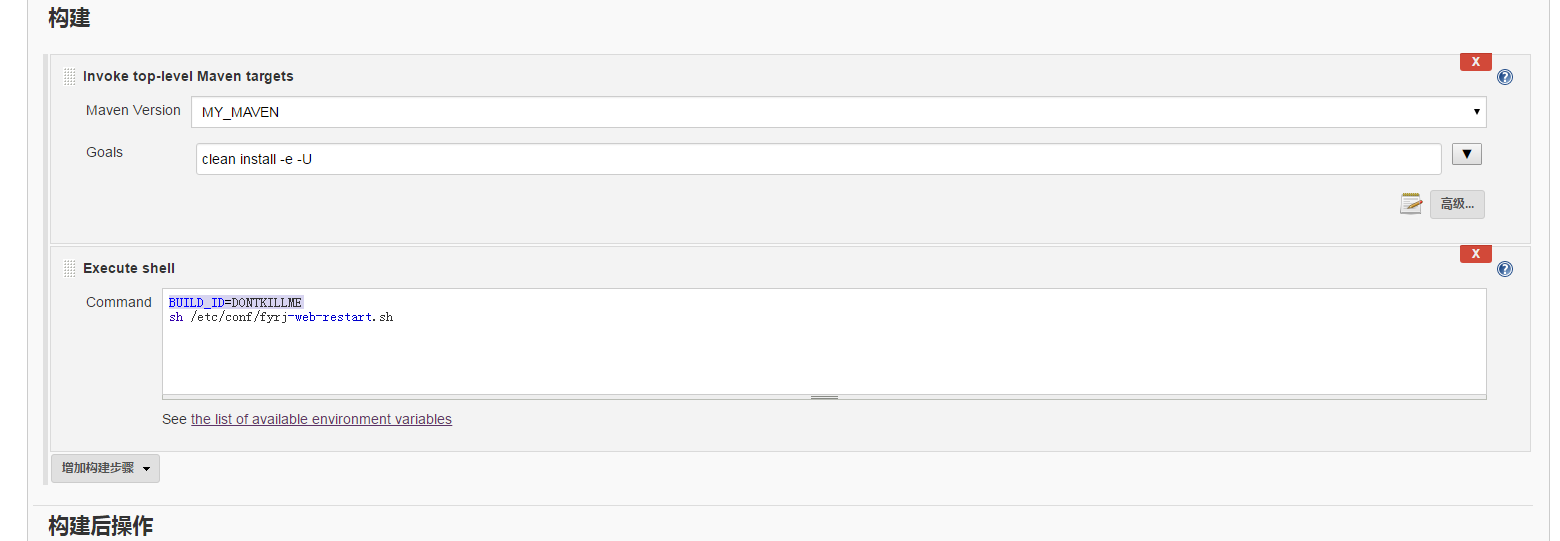 构建
X
Invoke top-level Maven targets
?
Maven Version
MY_MAVEN
Goals
clean install -e -U
高级...
X
Execute shell
?
Command
BUILD_ID=DONTKILLME
sh /etc/conf/fyrj-web-restart.sh
See the list of available environment variables
增加构建步骤
构建后操作